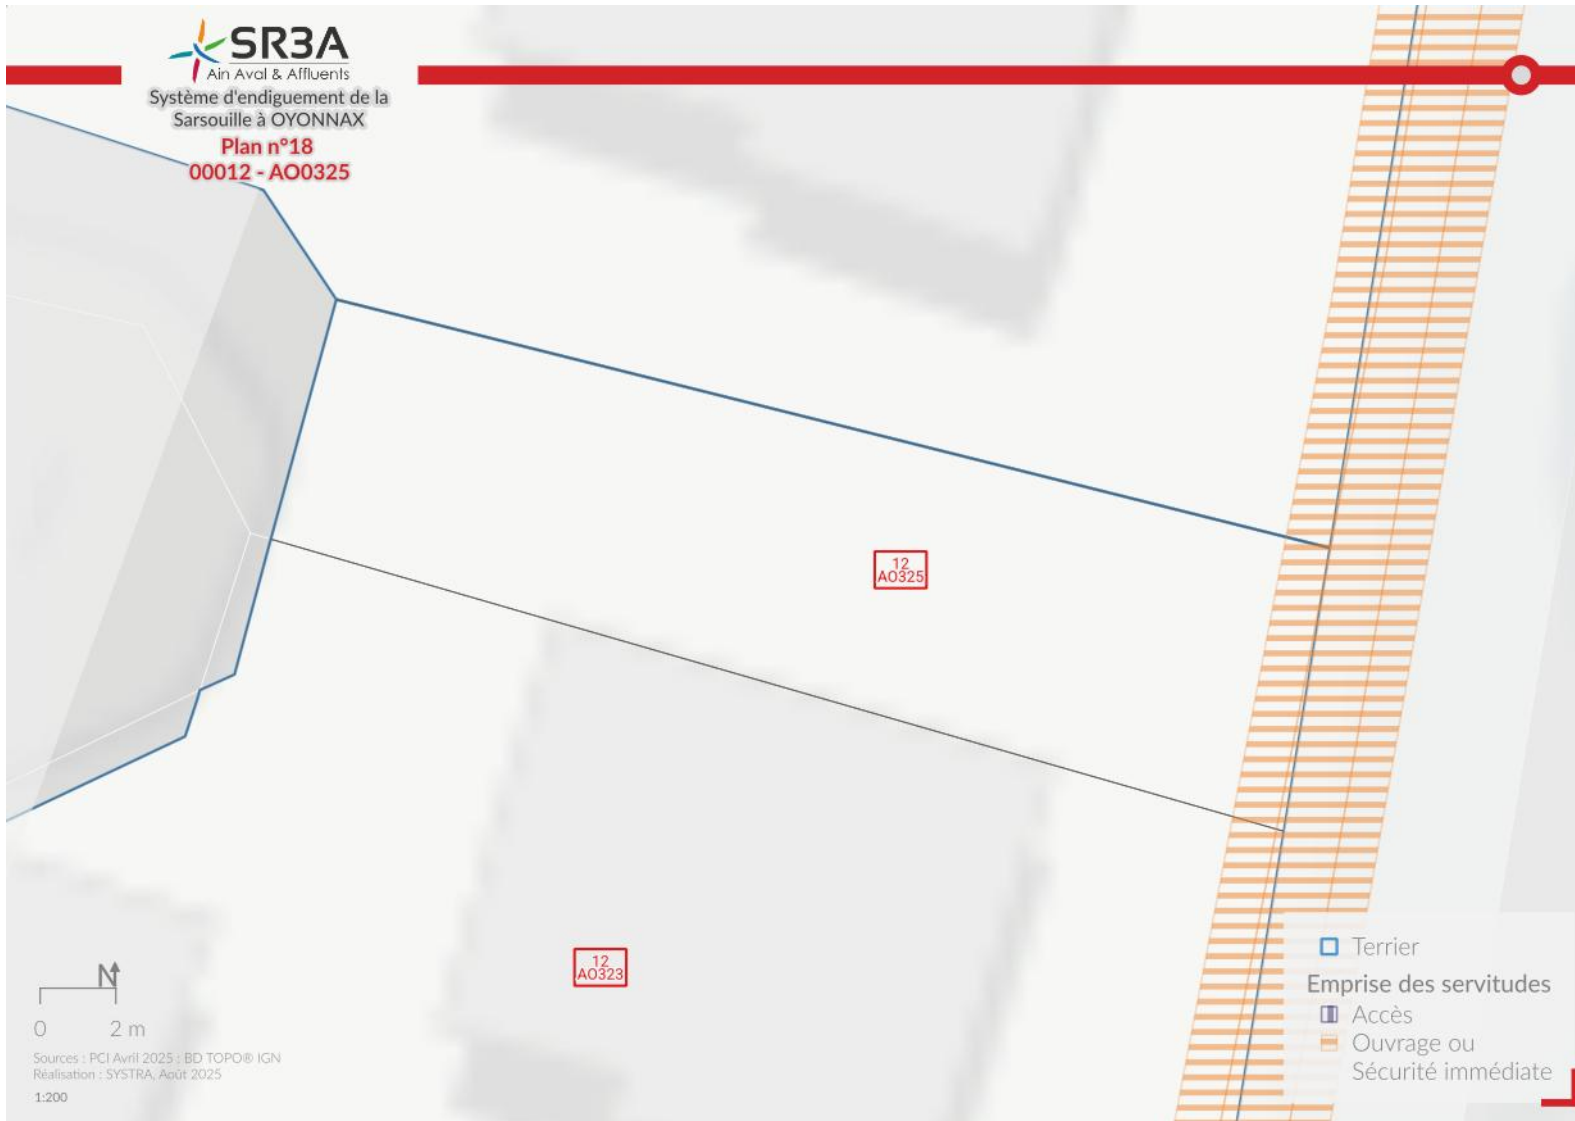 SR3A
Ain Aval & Affluents
Système d'endiguement de la
Sarsouille à OYONNAX
Plan n°18
00012 - AO0325
12
AO325
12
AO323
N
0 2 m
Sources : PCI Avril 2025 ; BD TOPO® IGN
Réalisation : SYSTRA, Août 2025
1:200
Terrier
Emprise des servitudes
Accès
Ouvrage ou
Sécurité immédiate